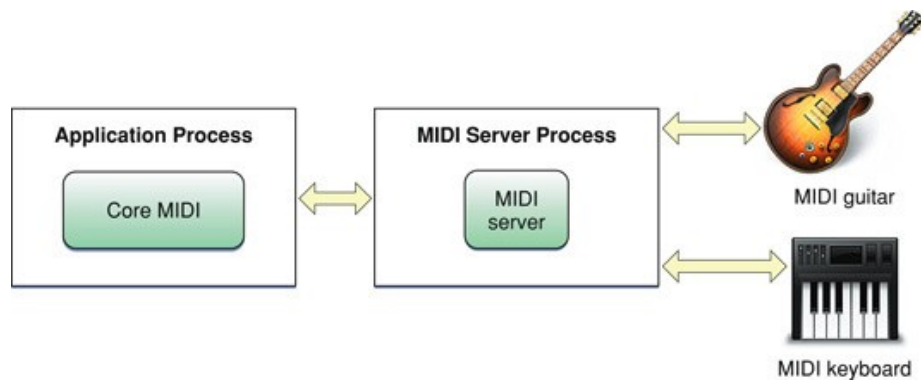 Application Process
Core MIDI
MIDI Server Process
MIDI
server
MIDI guitar
MIDI keyboard